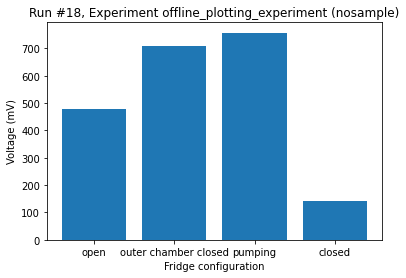 Run #18, Experiment offline_plotting_experiment (nosample)
700
600
500
400
300
200
100
0
Voltage (mV)
open outer chamber closed pumping closed
Fridge configuration